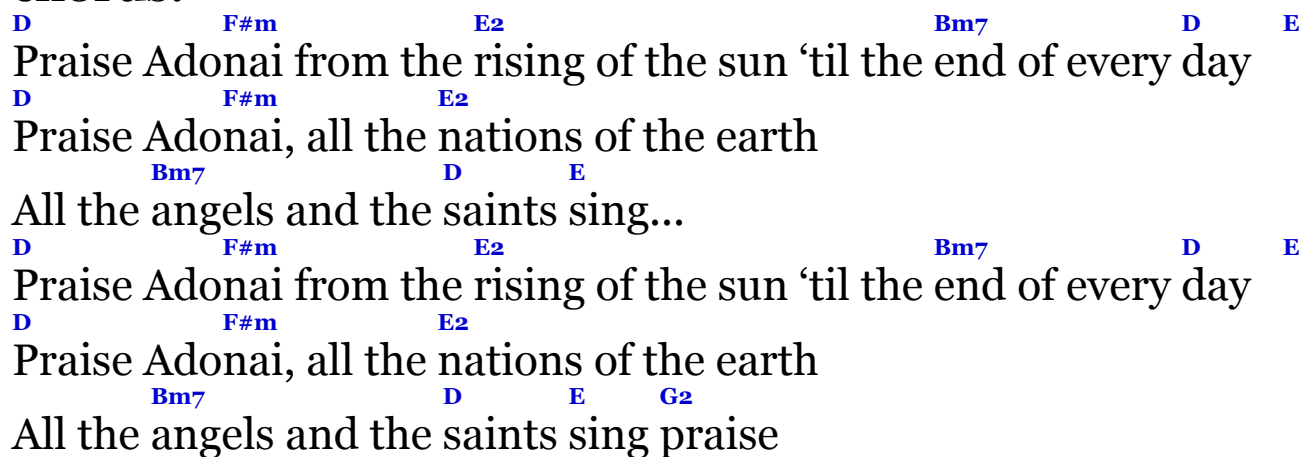 chorus:
D F#m E2 Bm7 D E
Praise Adonai from the rising of the sun ‘til the end of every day
D F#m E2
Praise Adonai, all the nations of the earth
Bm7 D E
All the angels and the saints sing...
D F#m E2 Bm7 D E
Praise Adonai from the rising of the sun ‘til the end of every day
D F#m E2
Praise Adonai, all the nations of the earth
Bm7 D E G2
All the angels and the saints sing praise